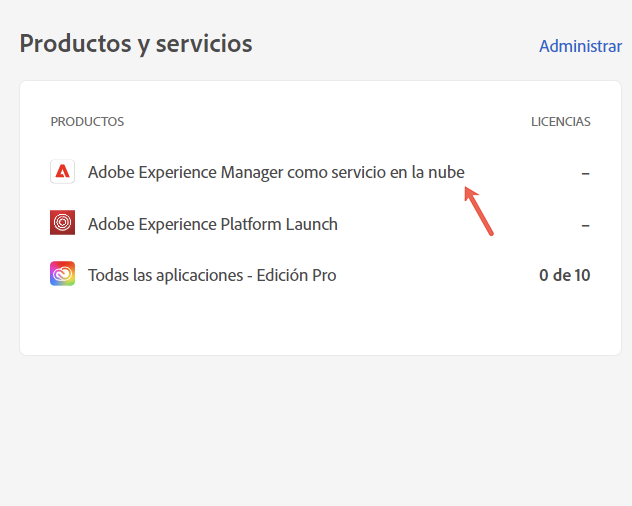 Productos y servicios
Administrar
PRODUCTOS
LICENCIAS
Adobe Experience Manager como servicio en la nube
–
Adobe Experience Platform Launch
–
Todas las aplicaciones - Edición Pro
0 de 10